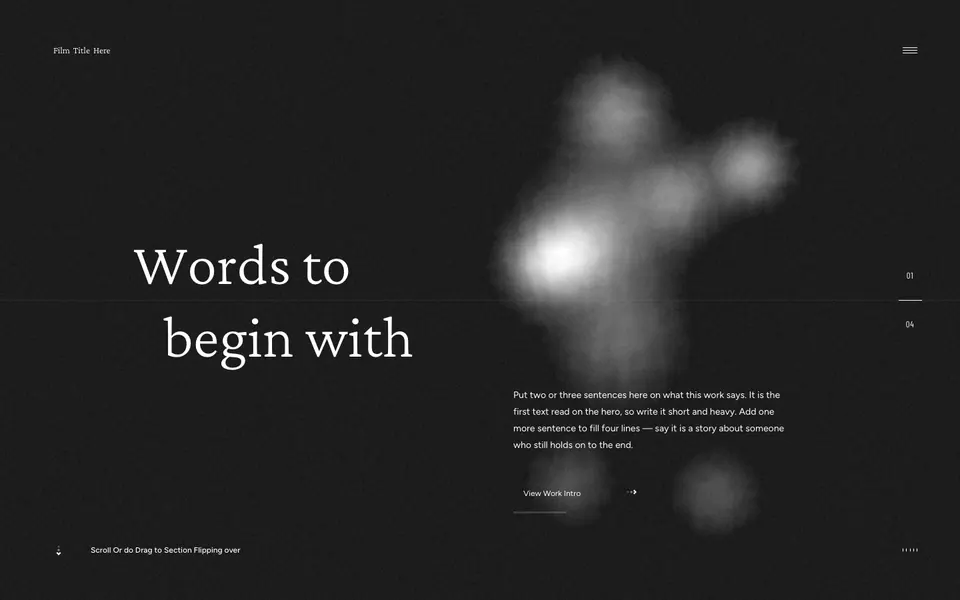 Film Title Here
Words to
begin with
01
04
Put two or three sentences here on what this work says. It is the
first text read on the hero, so write it short and heavy. Add one
more sentence to fill four lines — say it is a story about someone
who still holds on to the end.
View Work Intro
Scroll Or do Drag to Section Flipping over